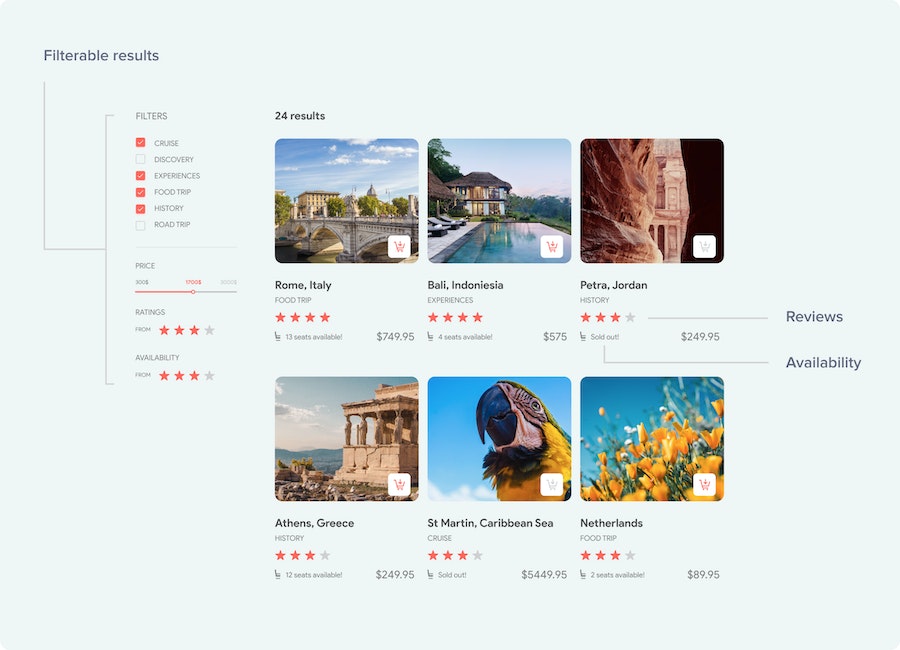 Filterable results
FILTERS
CRUISE
DISCOVERY
EXPERIENCES
FOOD TRIP
HISTORY
ROAD TRIP
PRICE
300$ 1700$ 3000$
RATINGS
FROM
AVAILABILITY
FROM
24 results
Rome, Italy
FOOD TRIP
13 seats available!
$749.95
Bali, Indoniesia
EXPERIENCES
4 seats available!
$575
Petra, Jordan
HISTORY
Sold out!
$249.95
Reviews
Availability
Athens, Greece
HISTORY
12 seats available!
$249.95
St Martin, Caribbean Sea
CRUISE
Sold out!
$5449.95
Netherlands
FOOD TRIP
2 seats available!
$89.95